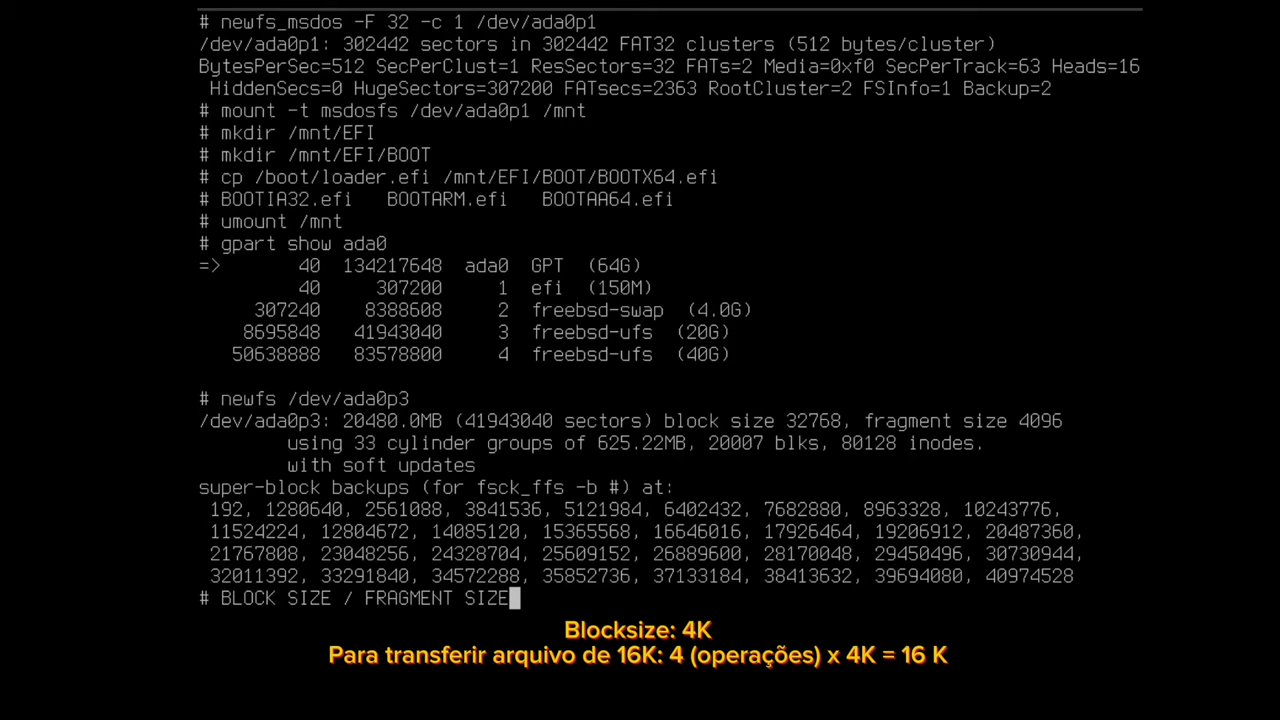 # newfs_msdos -F 32 -c 1 /dev/ada0p1
/dev/ada0p1: 302442 sectors in 302442 FAT32 clusters (512 bytes/cluster)
BytesPerSec=512 SecPerClust=1 ResSectors=32 FATs=2 Media=0xf0 SecPerTrack=63 Heads=16
HiddenSecs=0 HugeSectors=307200 FATsecs=2363 RootCluster=2 FSInfo=1 Backup=2
# mount -t msdosfs /dev/ada0p1 /mnt
# mkdir /mnt/EFI
# mkdir /mnt/EFI/BOOT
# cp /boot/loader.efi /mnt/EFI/BOOT/BOOTX64.efi
# BOOTIA32.efi   BOOTARM.efi   BOOTAA64.efi
# umount /mnt
# gpart show ada0
=>       40  134217648  ada0  GPT  (64G)
         40     307200     1  efi  (150M)
     307240    8388608     2  freebsd-swap  (4.0G)
    8695848   41943040     3  freebsd-ufs  (20G)
   50638888   83578800     4  freebsd-ufs  (40G)
# newfs /dev/ada0p3
/dev/ada0p3: 20480.0MB (41943040 sectors) block size 32768, fragment size 4096
using 33 cylinder groups of 625.22MB, 20007 blks, 80128 inodes.
with soft updates
super-block backups (for fsck_ffs -b #) at:
192, 1280640, 2561088, 3841536, 5121984, 6402432, 7682880, 8963328, 10243776,
11524224, 12804672, 14085120, 15365568, 16646016, 17926464, 19206912, 20487360,
21767808, 23048256, 24328704, 25609152, 26889600, 28170048, 29450496, 30730944,
32011392, 33291840, 34572288, 35852736, 37133184, 38413632, 39694080, 40974528
# BLOCK SIZE / FRAGMENT SIZE
Blocksize: 4K
Para transferir arquivo de 16K: 4 (operações) x 4K = 16 K